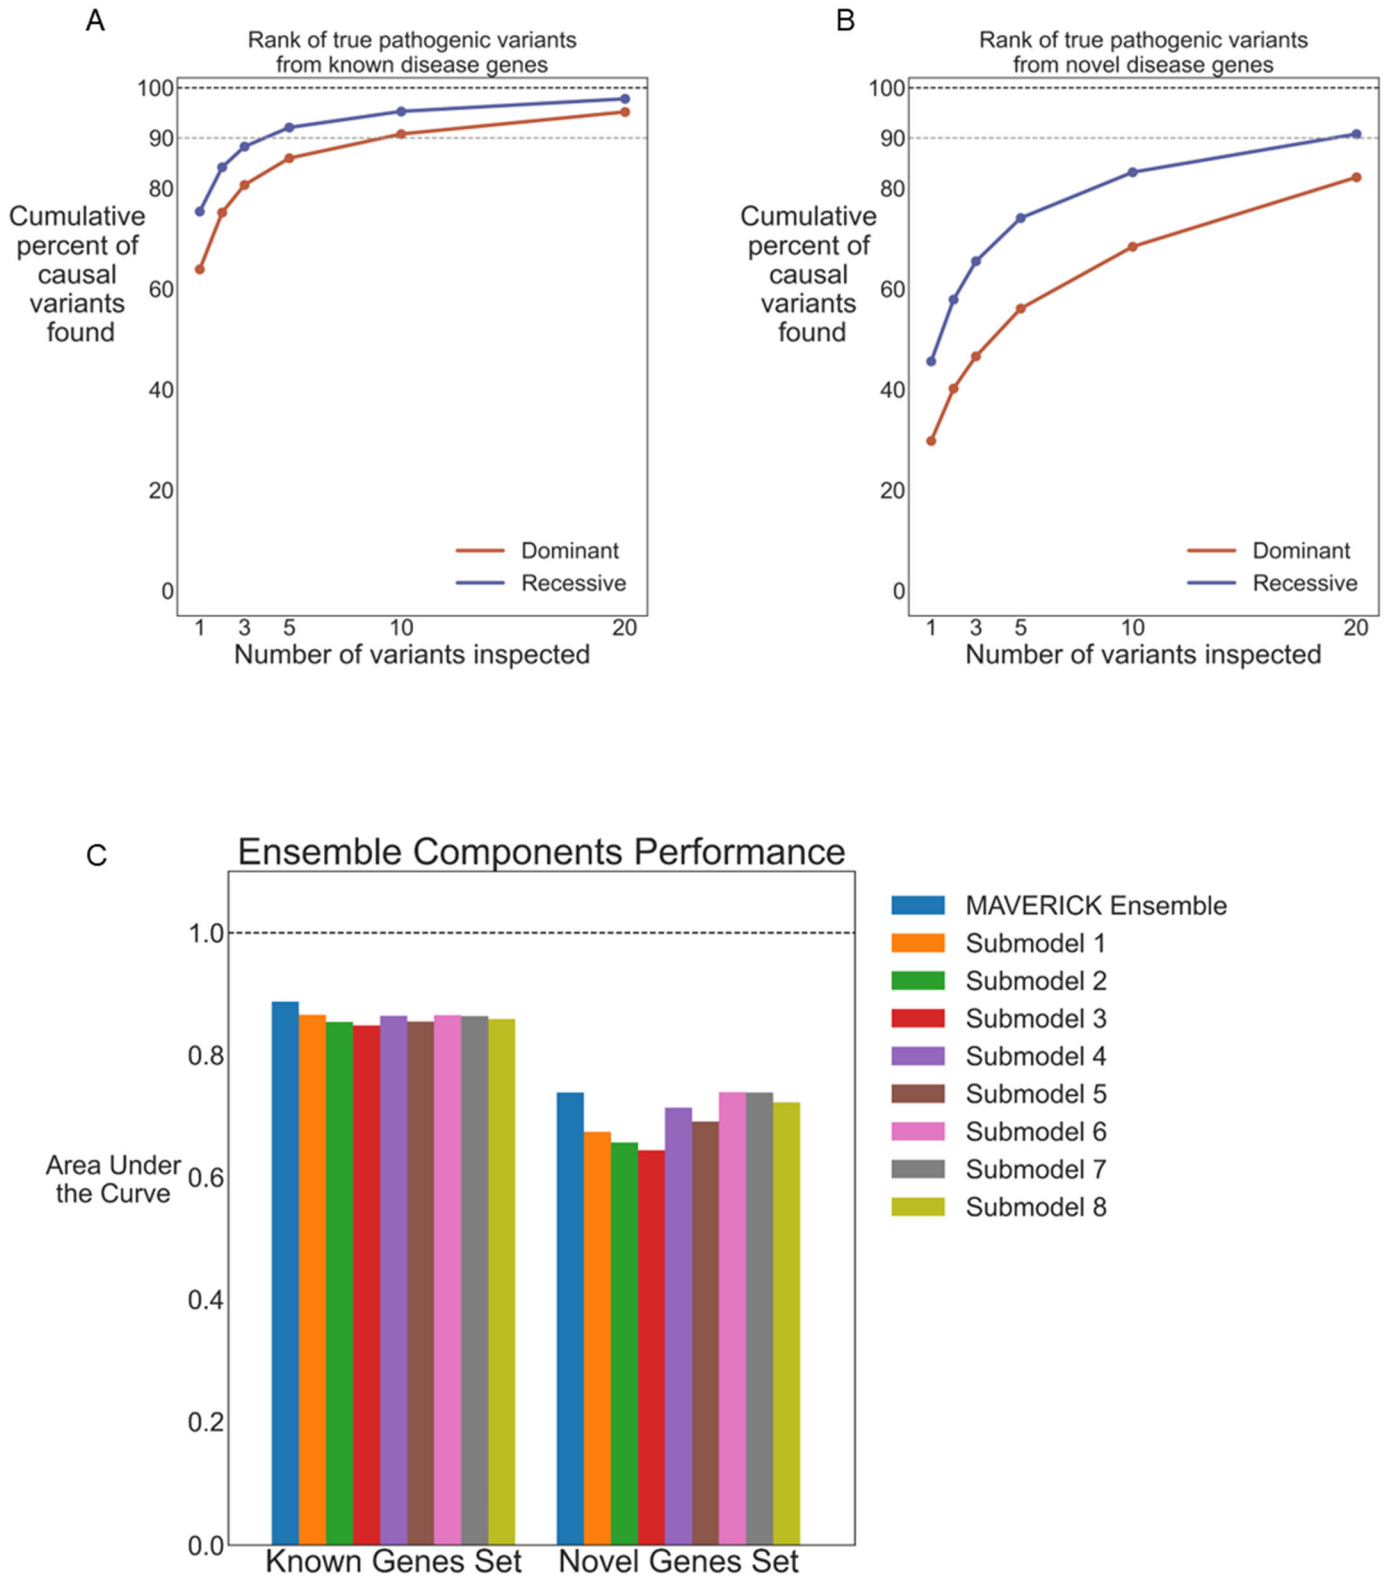 A
Rank of true pathogenic variants
from known disease genes
100
90
80
60
40
20
0
Cumulative
percent of
causal
variants
found
Dominant
Recessive
1 3 5 10 20
Number of variants inspected
B
Rank of true pathogenic variants
from novel disease genes
100
90
80
60
40
20
0
Cumulative
percent of
causal
variants
found
Dominant
Recessive
1 3 5 10 20
Number of variants inspected
C
Ensemble Components Performance
1.0
0.8
0.6
0.4
0.2
0.0
Area Under
the Curve
Known Genes Set
Novel Genes Set
MAVERICK Ensemble
Submodel 1
Submodel 2
Submodel 3
Submodel 4
Submodel 5
Submodel 6
Submodel 7
Submodel 8